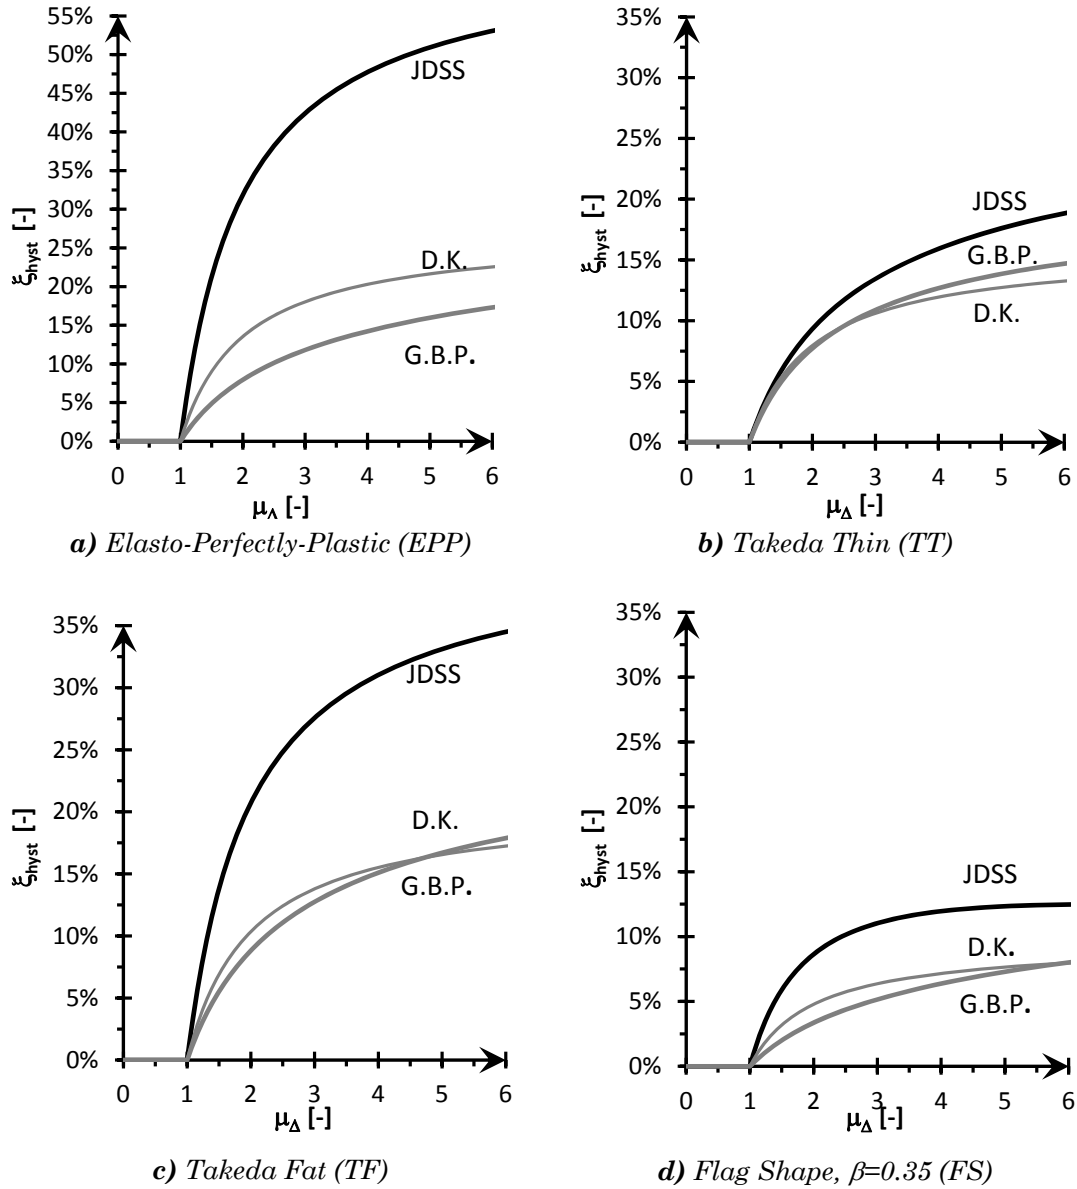 55%
50%
45%
40%
35%
30%
25%
20%
15%
10%
5%
0%
ξhyst [-]
JDSS
D.K.
G.B.P.
0 1 2 3 4 5 6
μΔ [-]
a) Elasto-Perfectly-Plastic (EPP)
35%
30%
25%
20%
15%
10%
5%
0%
ξhyst [-]
JDSS
G.B.P.
D.K.
0 1 2 3 4 5 6
μΔ [-]
b) Takeda Thin (TT)
35%
30%
25%
20%
15%
10%
5%
0%
ξhyst [-]
JDSS
D.K.
G.B.P.
0 1 2 3 4 5 6
μΔ [-]
c) Takeda Fat (TF)
35%
30%
25%
20%
15%
10%
5%
0%
ξhyst [-]
JDSS
D.K.
G.B.P.
0 1 2 3 4 5 6
μΔ [-]
d) Flag Shape, β=0.35 (FS)